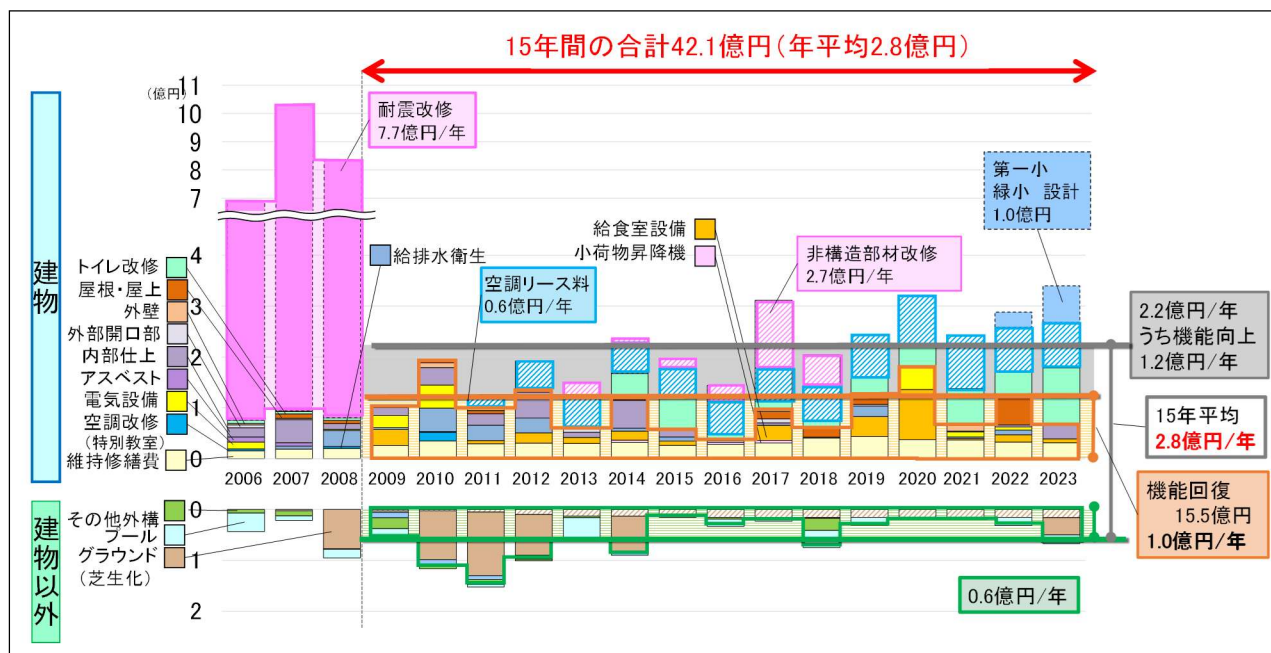 15年間の合計42.1億円（年平均2.8億円）
建物
（億円）
11
10
9
8
7
4
3
2
1
0
耐震改修
7.7億円/年
第一小
緑小 設計
1.0億円
給食室設備
小荷物昇降機
非構造部材改修
2.7億円/年
給排水衛生
空調リース料
0.6億円/年
トイレ改修
屋根・屋上
外壁
外部開口部
内部仕上
アスベスト
電気設備
空調改修
(特別教室)
維持修繕費
2.2億円/年
うち機能向上
1.2億円/年
15年平均
2.8億円/年
機能回復
15.5億円
1.0億円/年
2006 2007 2008 2009 2010 2011 2012 2013 2014 2015 2016 2017 2018 2019 2020 2021 2022 2023
建物以外
0
1
2
その他外構
プール
グラウンド
(芝生化)
0.6億円/年